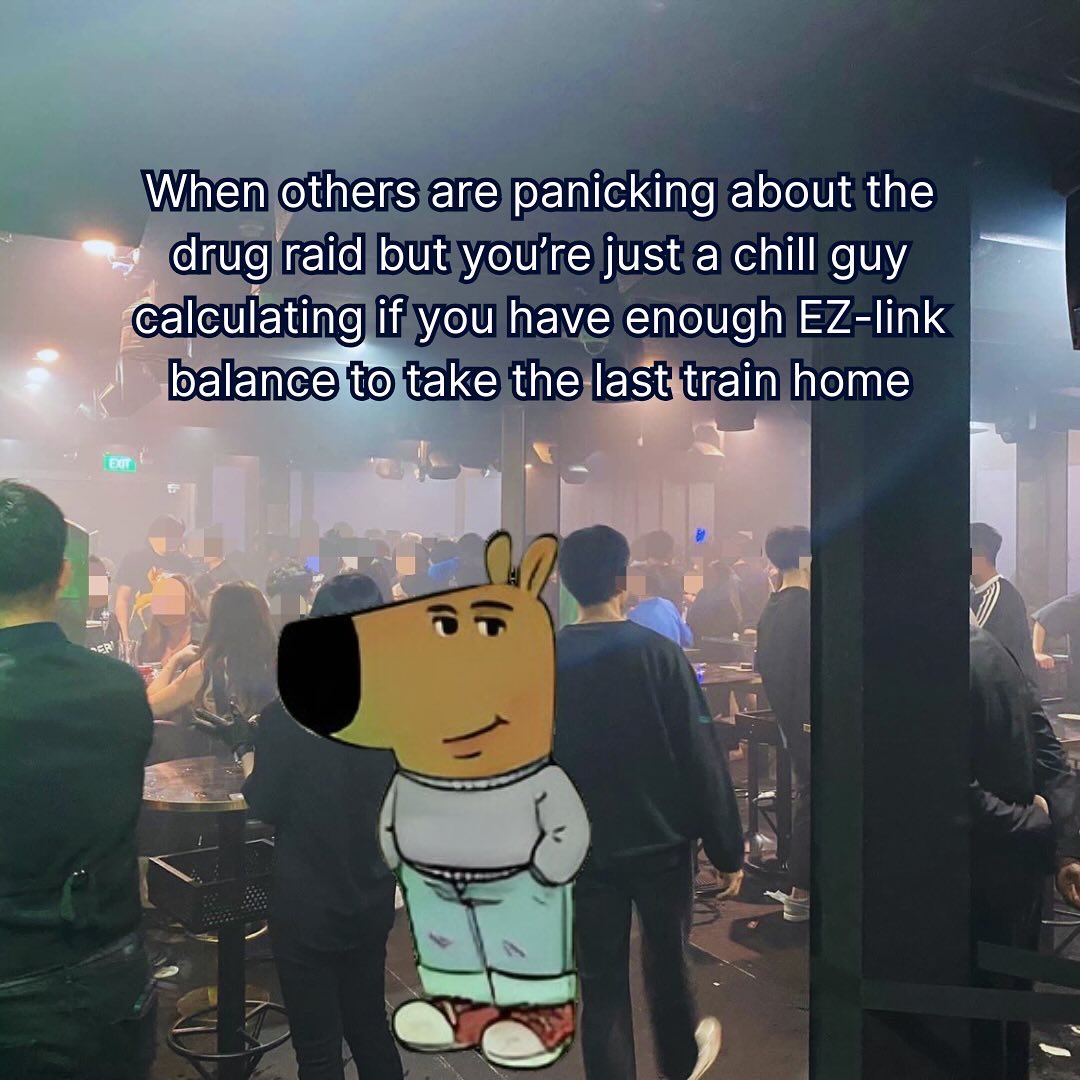 When others are panicking about the
drug raid but you’re just a chill guy
calculating if you have enough EZ-link
balance to take the last train home
EXIT